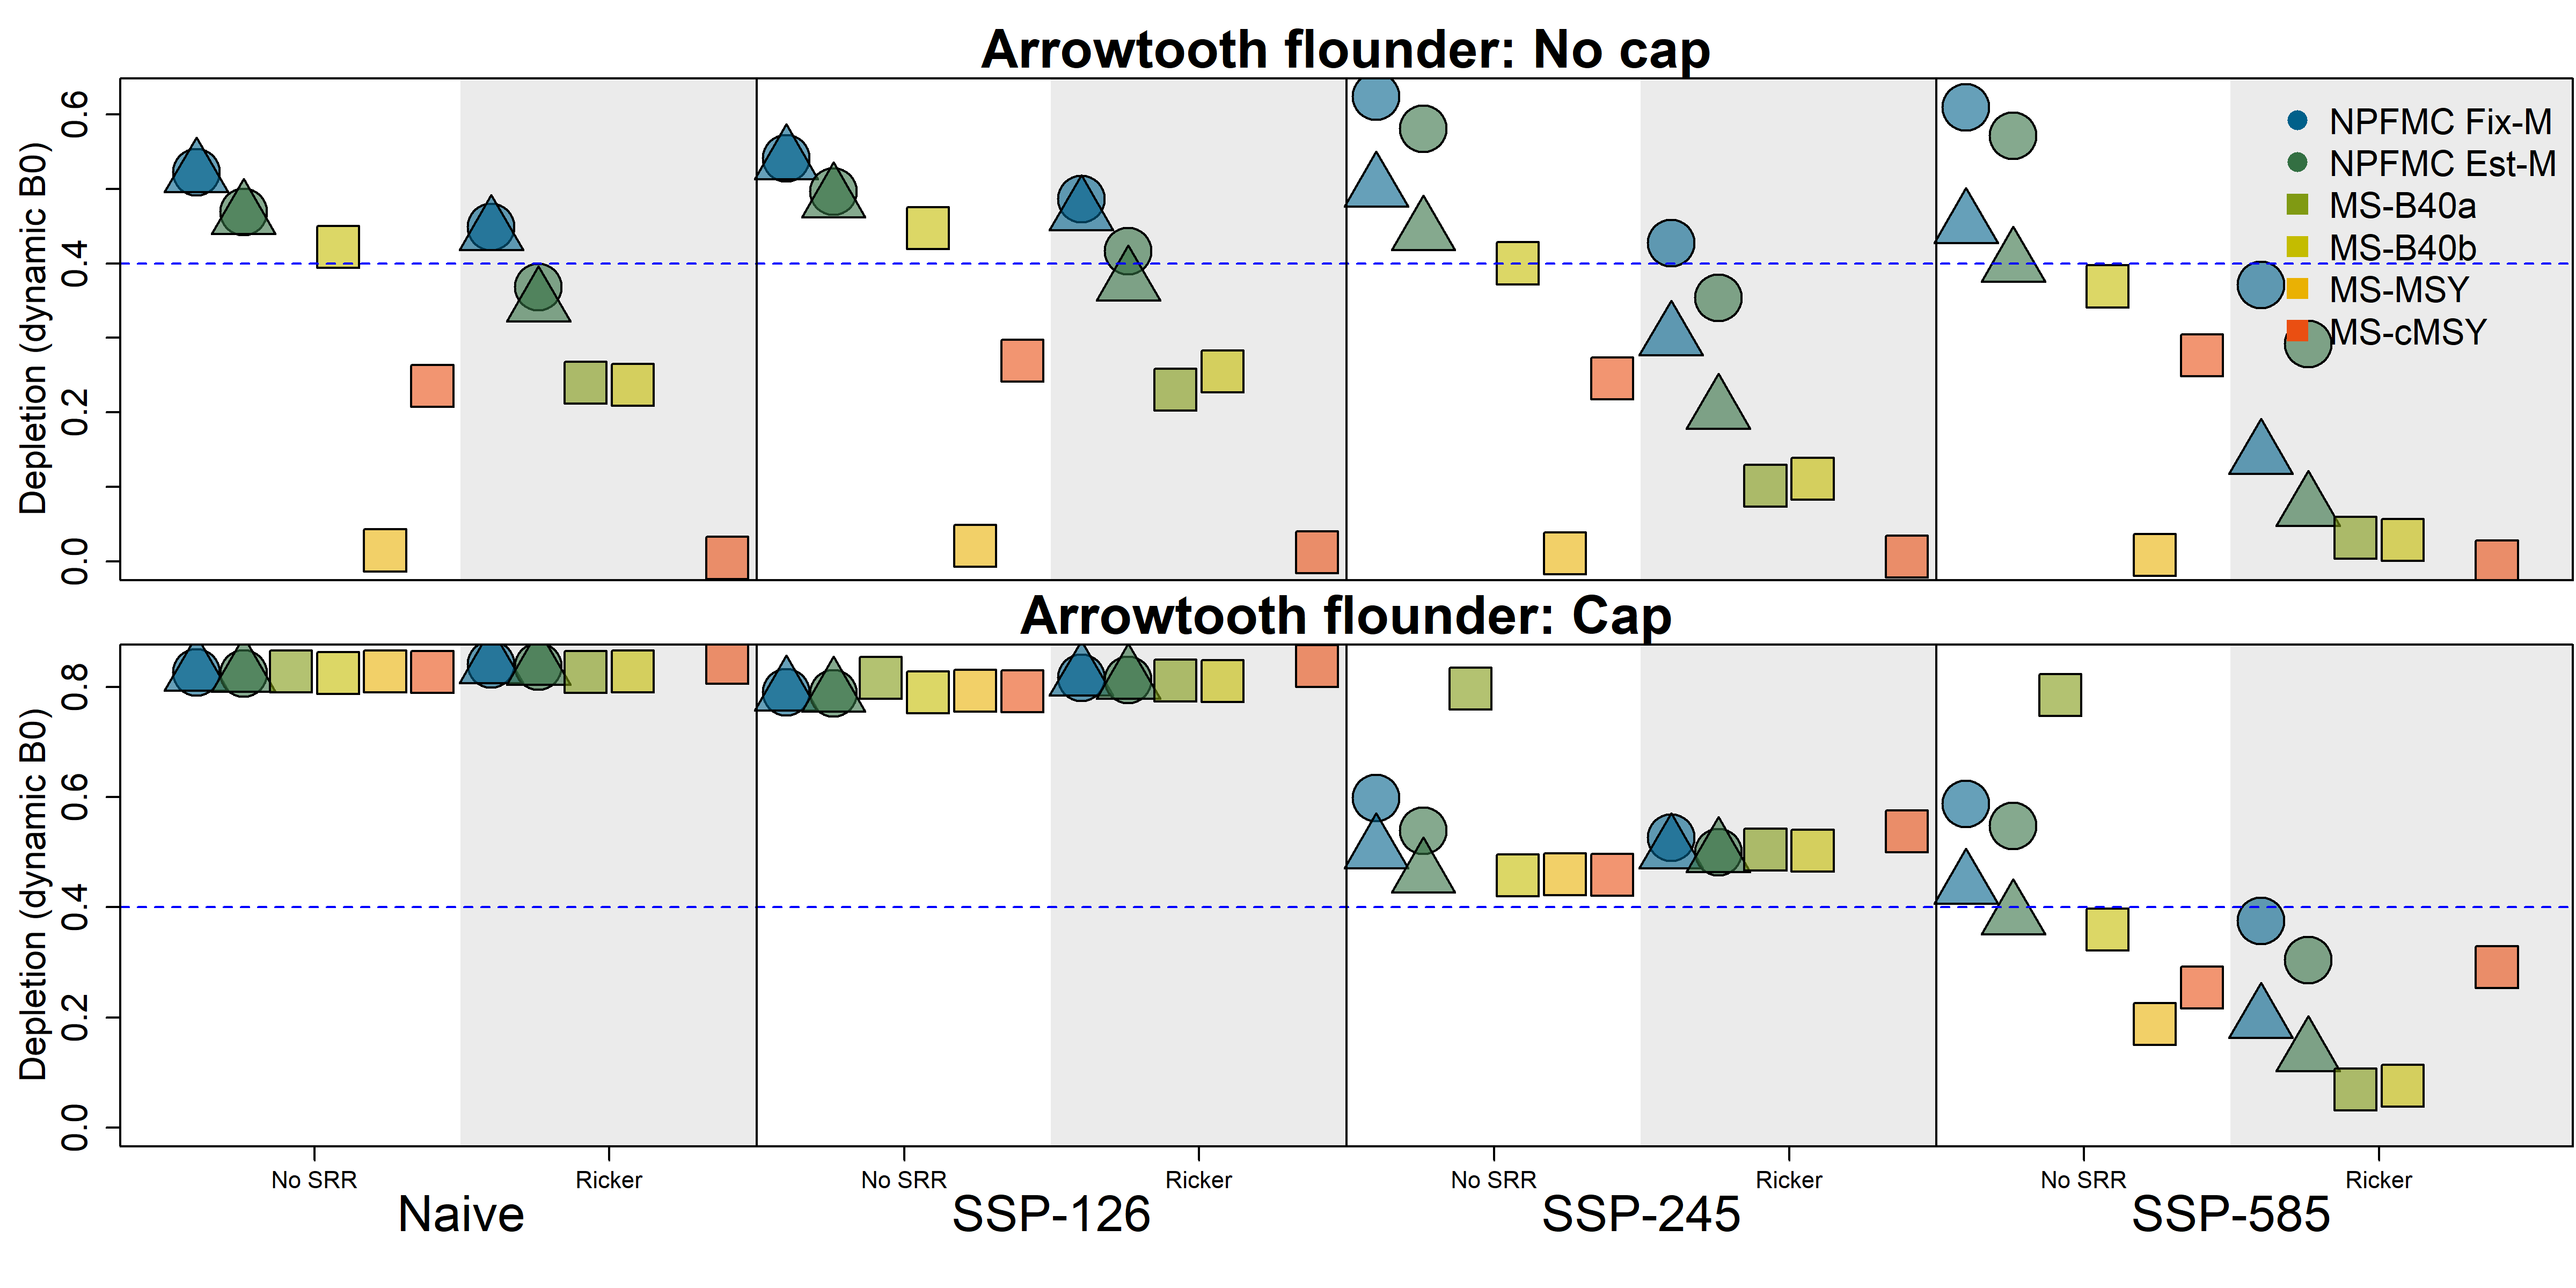 Arrowtooth flounder: No cap
Depletion (dynamic B0)
0.6
0.4
0.2
0.0
NPFMC Fix-M
NPFMC Est-M
MS-B40a
MS-B40b
MS-MSY
MS-cMSY
Arrowtooth flounder: Cap
Depletion (dynamic B0)
0.8
0.6
0.4
0.2
0.0
No SRR Ricker No SRR Ricker No SRR Ricker No SRR Ricker
Naive SSP-126 SSP-245 SSP-585